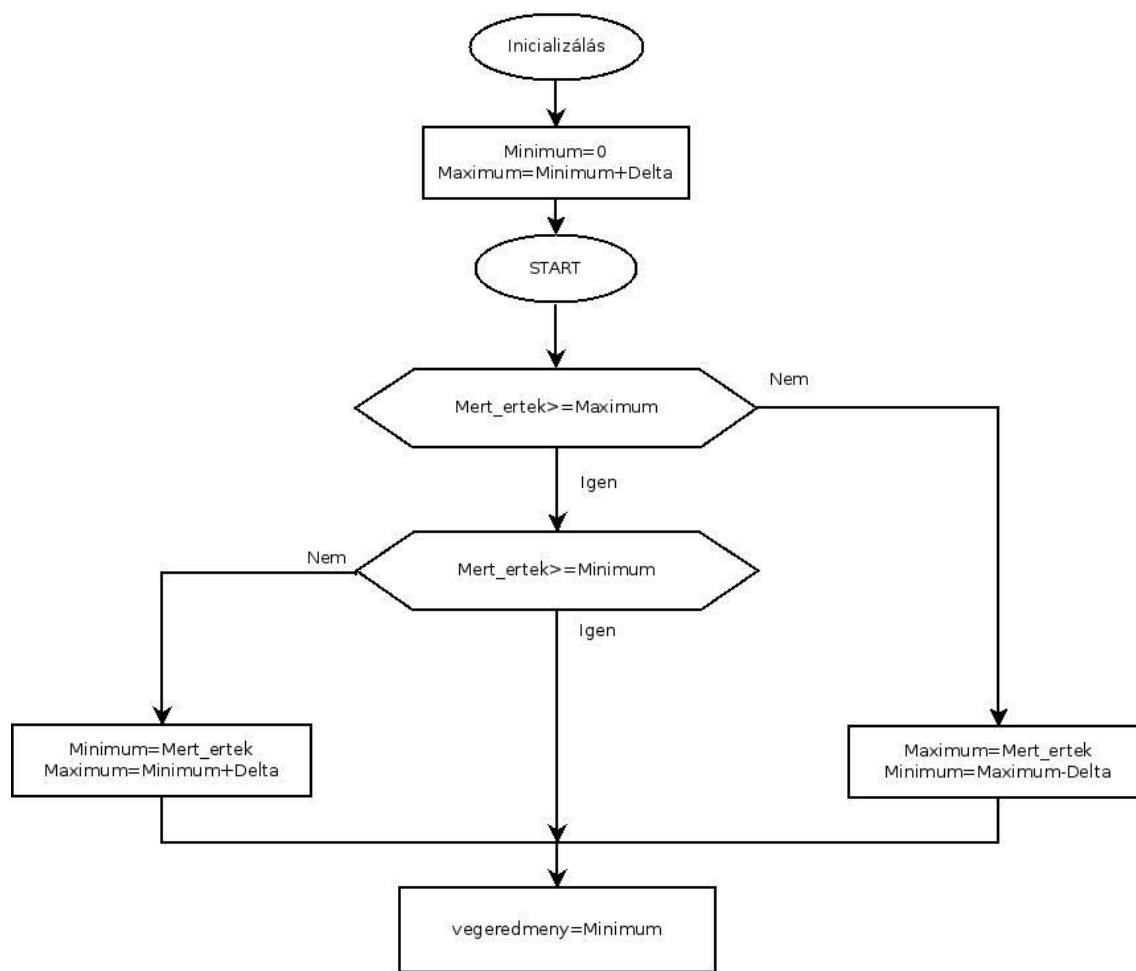 Inicializálás
Minimum=0
Maximum=Minimum+Delta
START
Mert_ertek>=Maximum
Nem
Igen
Mert_ertek>=Minimum
Nem
Igen
Minimum=Mert_ertek
Maximum=Minimum+Delta
Maximum=Mert_ertek
Minimum=Maximum-Delta
vegeredmeny=Minimum